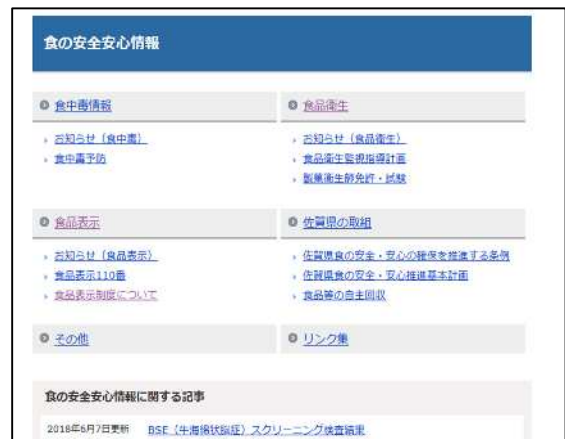 食の安全安心情報
食中毒情報
お知らせ（食中毒）
食中毒予防
食品衛生
お知らせ（食品衛生）
食品衛生監視指導計画
製菓衛生師免許・試験
食品表示
お知らせ（食品表示）
食品表示110番
食品表示制度について
佐賀県の取組
佐賀県食の安全・安心の確保を推進する条例
佐賀県食の安全・安心推進基本計画
食品等の自主回収
その他
リンク集
食の安全安心情報に関する記事
2018年6月7日更新 BSE（牛海綿状脳症）スクリーニング検査結果